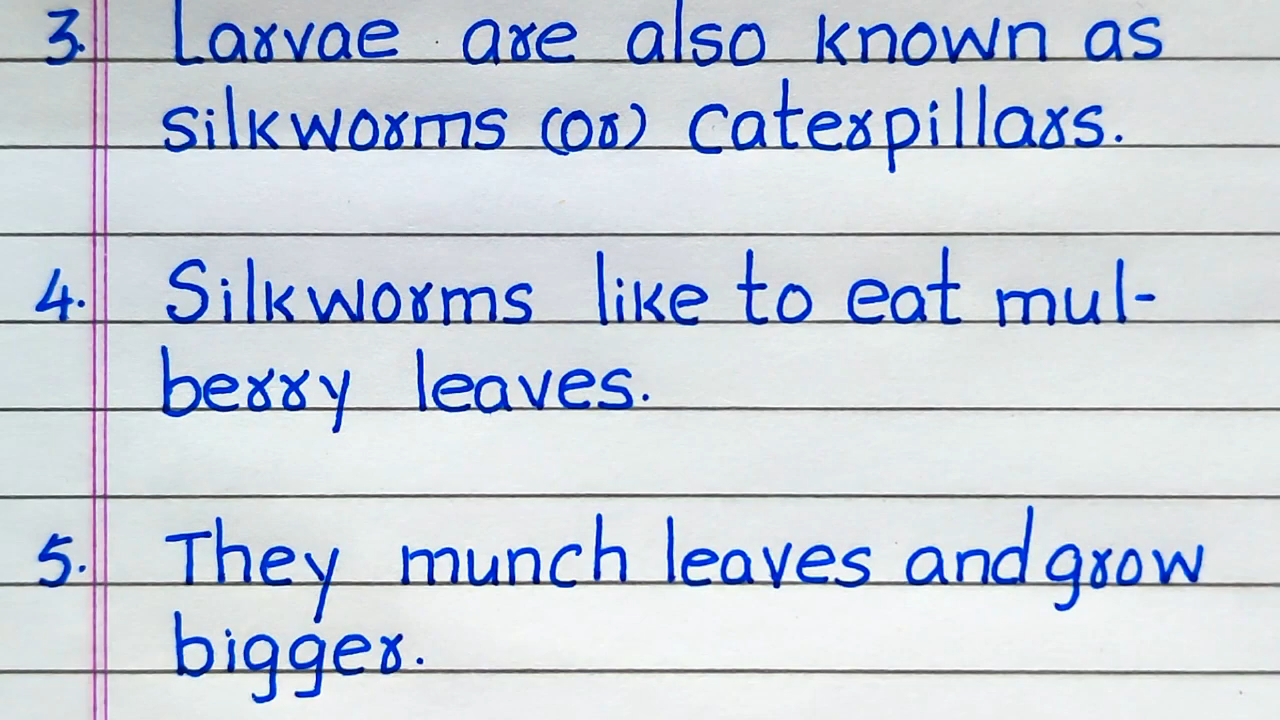 3. Larvae are also known as
silkworms (or) Caterpillars.
4. Silkworms like to eat mul-
berry leaves.
5. They munch leaves and grow
bigger.